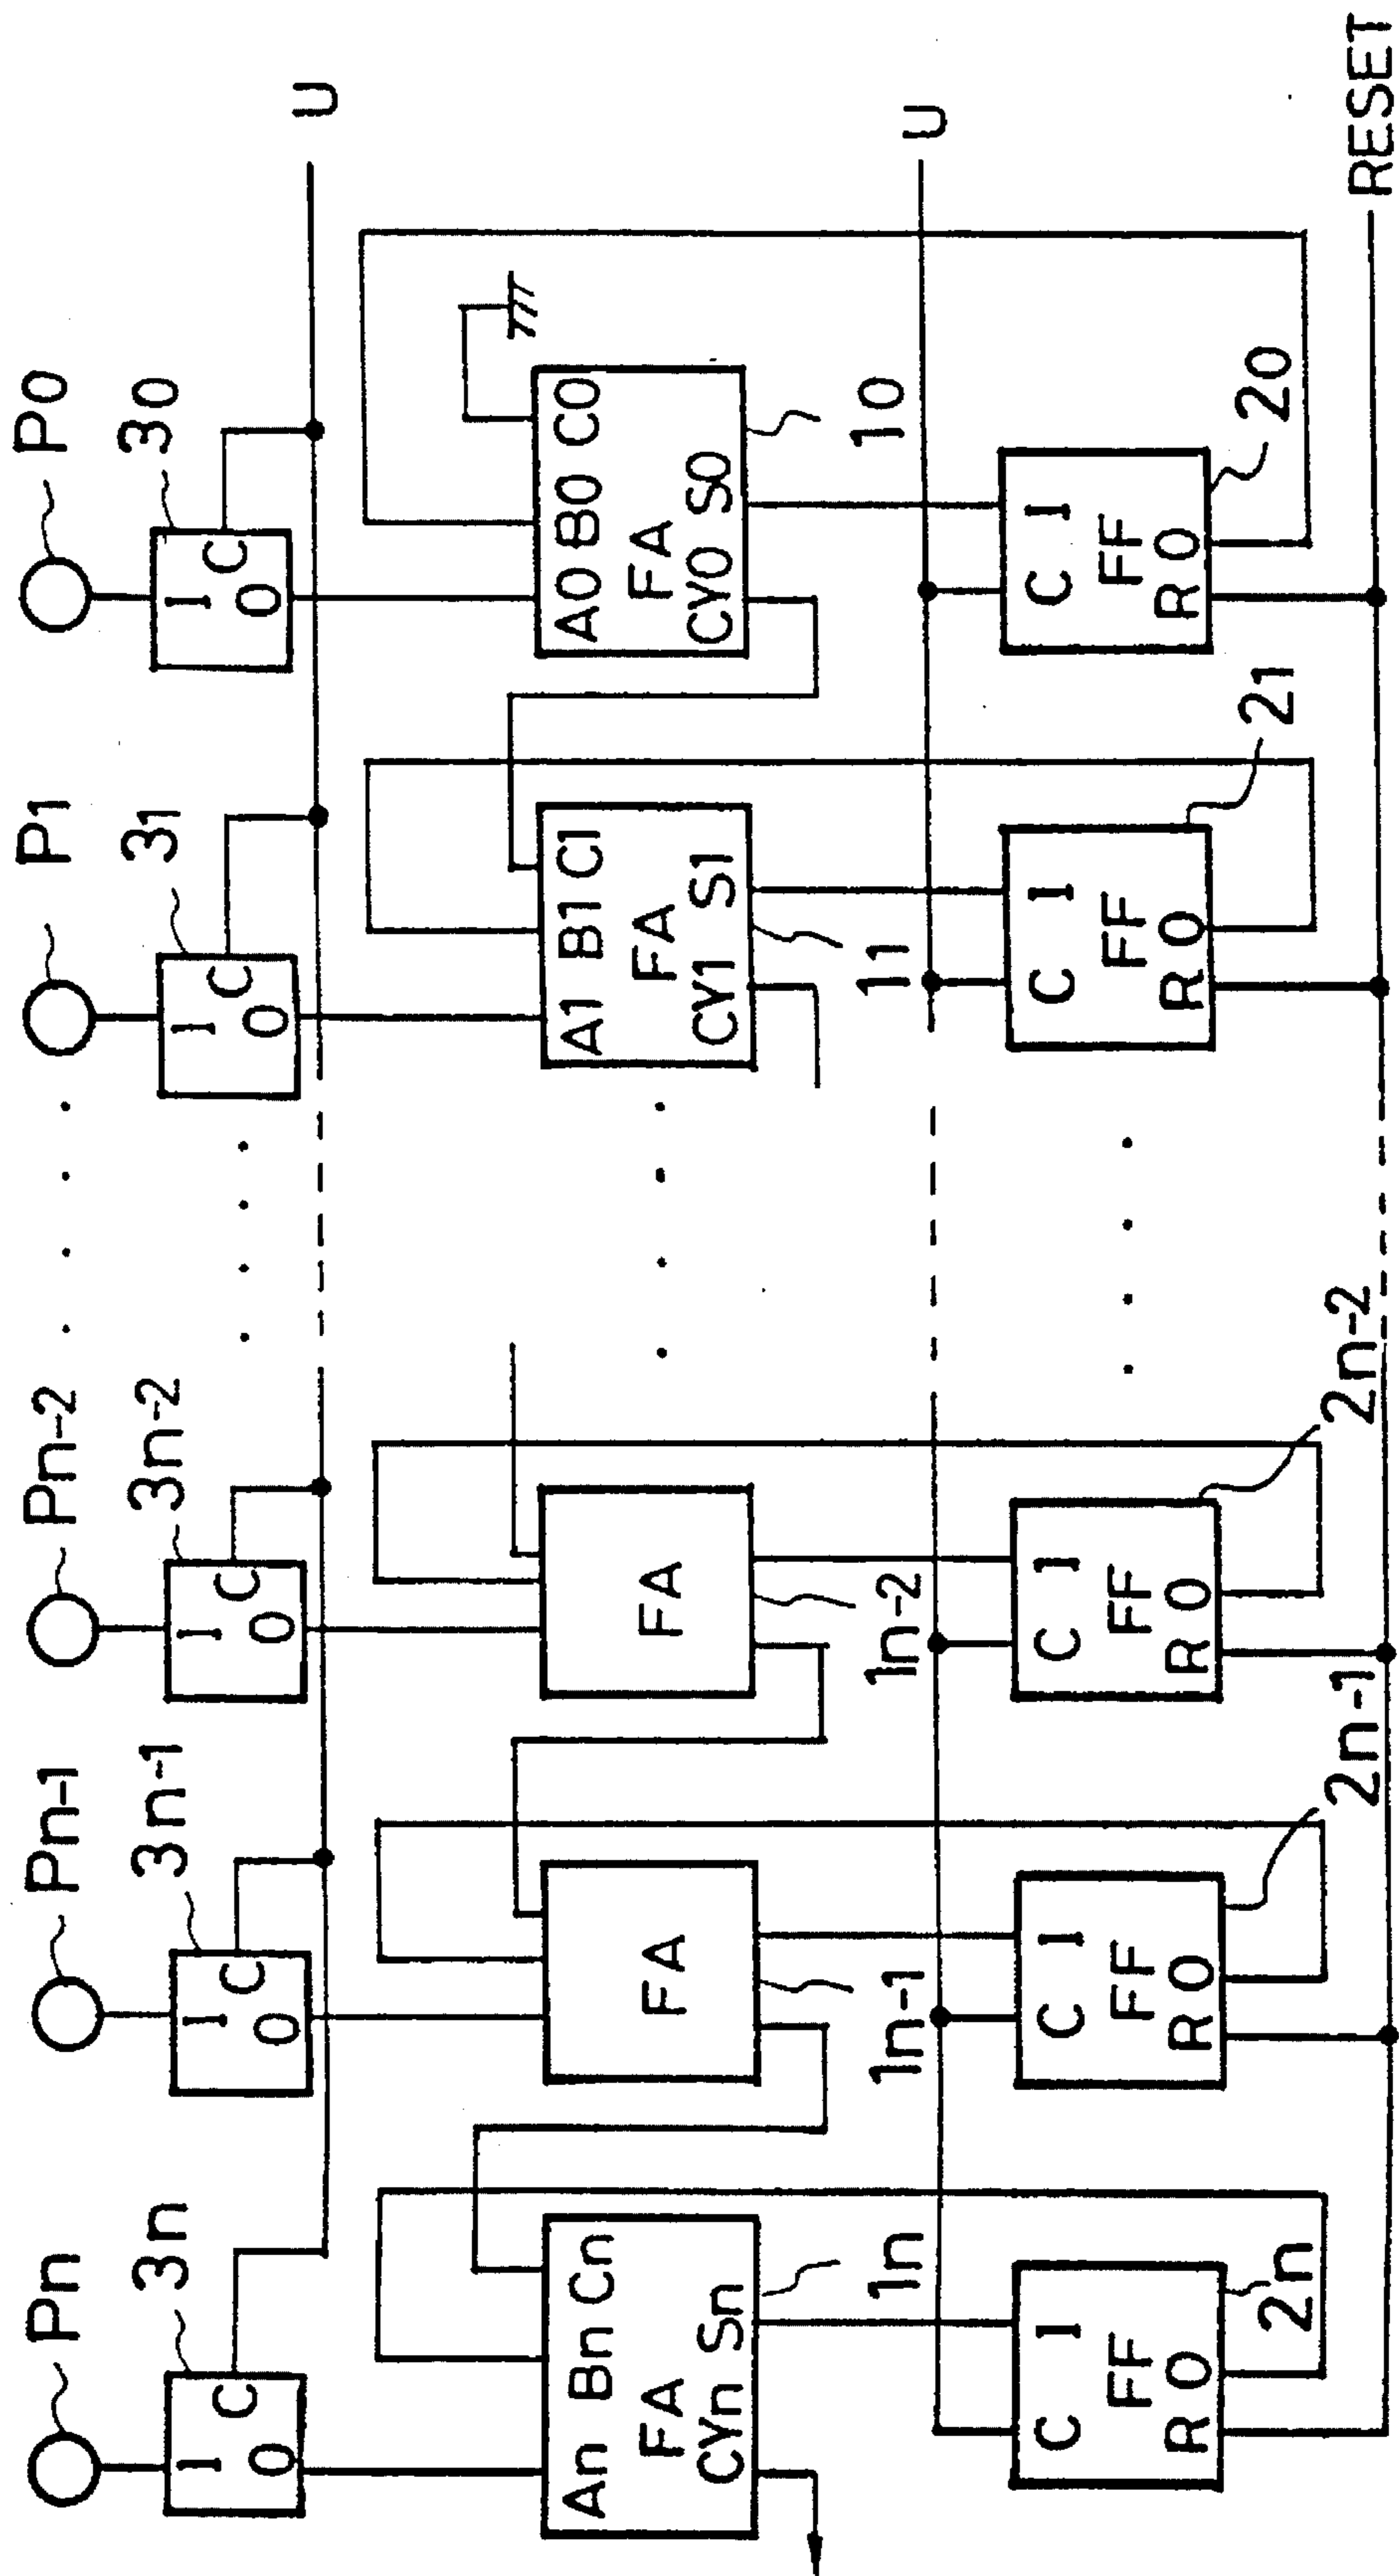 Pn Pn-1 Pn-2 P1 P0
3n 3n-1 3n-2 31 30
I I I I I
C C C C C
O O O O O
U
An Bn Cn A1 B1 C1 A0 B0 C0
FA FA FA FA FA
CYn Sn CY1 S1 CY0 S0
1n 1n-1 1n-2 11 10
U
C I C I C I C I C I
FF FF FF FF FF
R O R O R O R O R O
2n 2n-1 2n-2 21 20
RESET